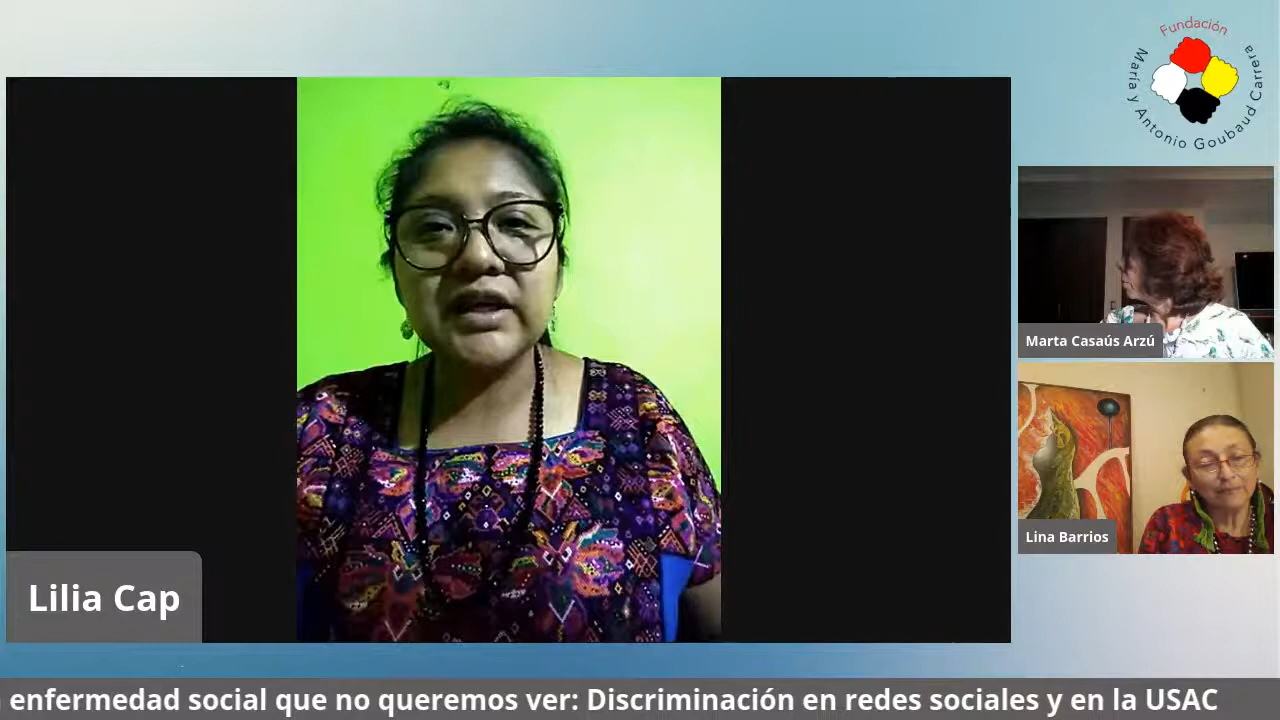 Fundación
María y Antonio Goubaud Carrera
Marta Casaús Arzú
Lina Barrios
Lilia Cap
enfermedad social que no queremos ver: Discriminación en redes sociales y en la USAC